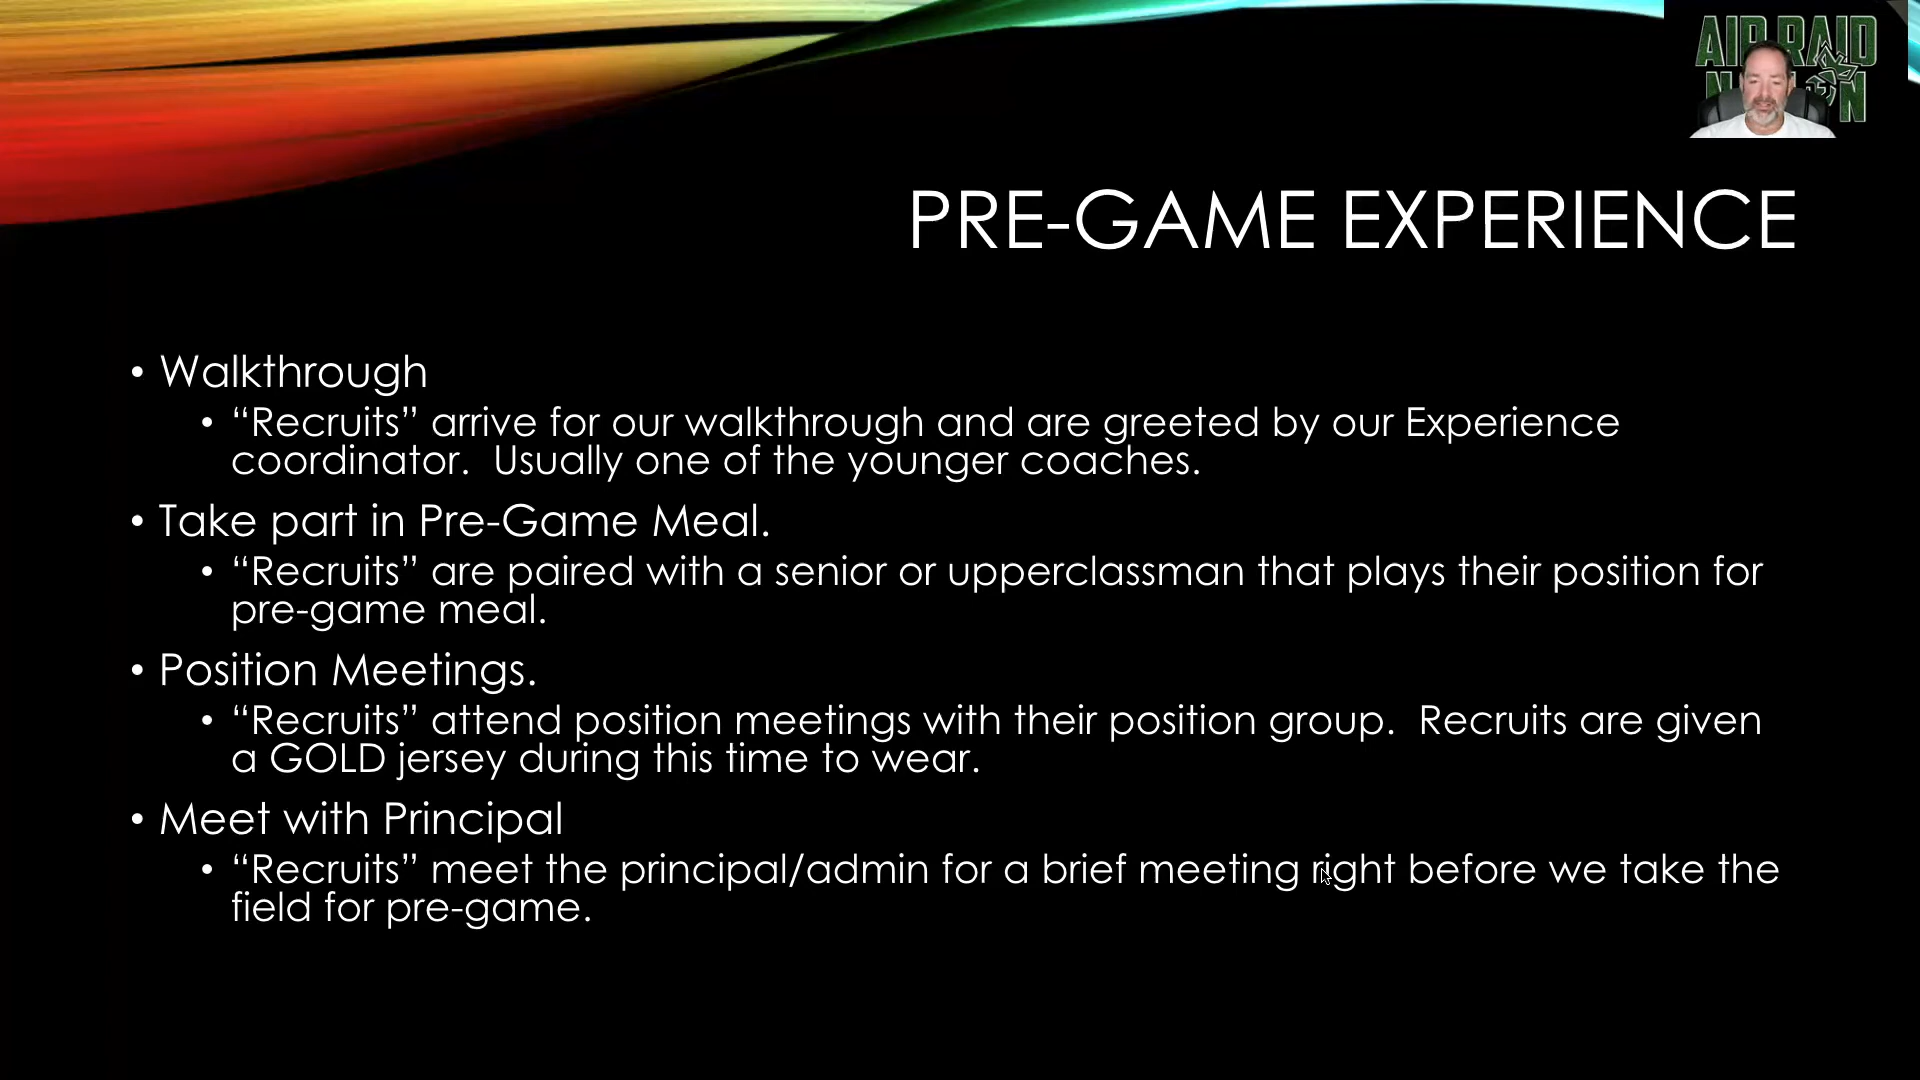 AIR RAID
PRE-GAME EXPERIENCE
• Walkthrough
• “Recruits” arrive for our walkthrough and are greeted by our Experience
coordinator.  Usually one of the younger coaches.
• Take part in Pre-Game Meal.
• “Recruits” are paired with a senior or upperclassman that plays their position for
pre-game meal.
• Position Meetings.
• “Recruits” attend position meetings with their position group.  Recruits are given
a GOLD jersey during this time to wear.
• Meet with Principal
• “Recruits” meet the principal/admin for a brief meeting right before we take the
field for pre-game.